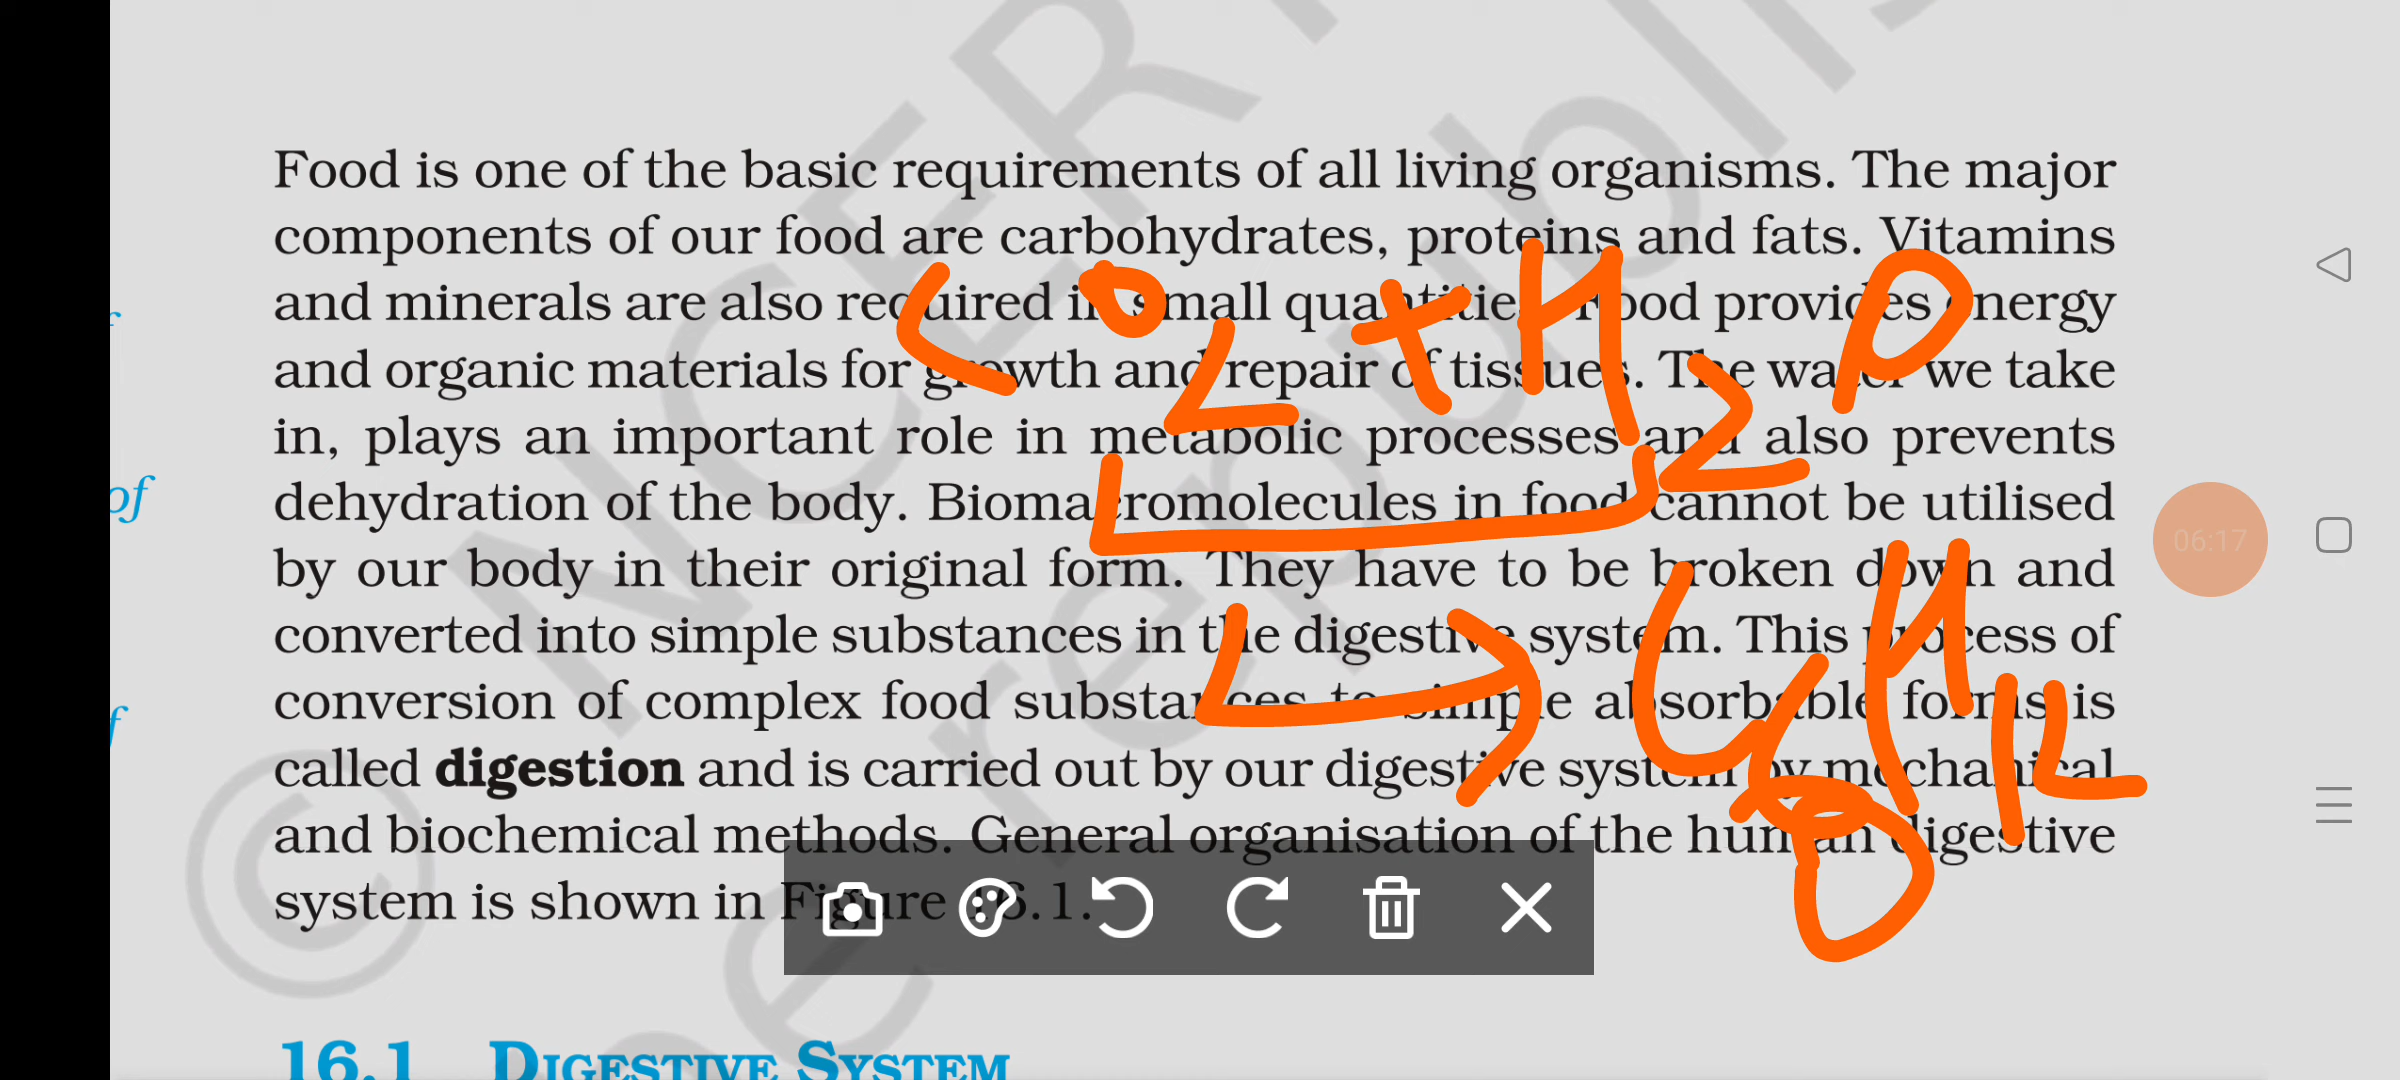 Food is one of the basic requirements of all living organisms. The major
components of our food are carbohydrates, proteins and fats. Vitamins
and minerals are also required in small quantities. Food provides energy
and organic materials for growth and repair of tissues. The water we take
in, plays an important role in metabolic processes and also prevents
dehydration of the body. Biomacromolecules in food cannot be utilised
by our body in their original form. They have to be broken down and
converted into simple substances in the digestive system. This process of
conversion of complex food substances to simple absorbable forms is
called digestion and is carried out by our digestive system by mechanical
and biochemical methods. General organisation of the human digestive
system is shown in Figure 16.1.
16.1 DIGESTIVE SYSTEM
of
f
CO2 + H2O
C6H12O
06:17
© NCERT
republis